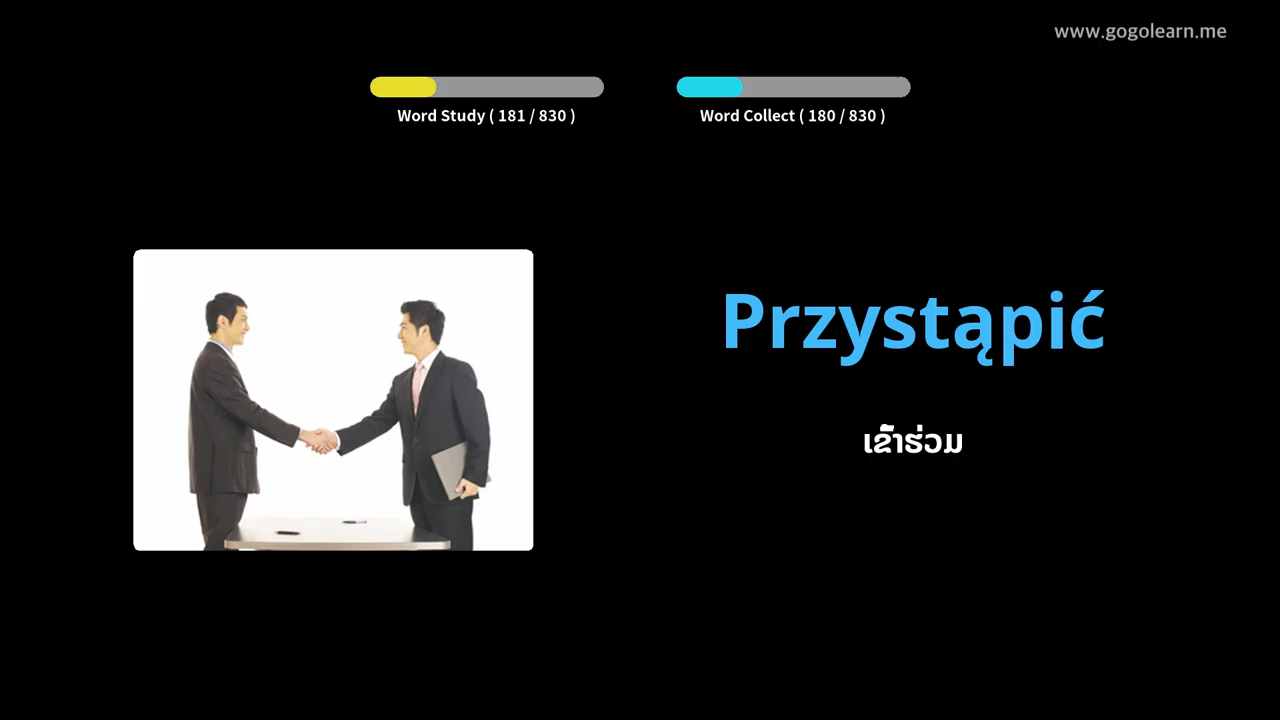 www.gogolearn.me
Word Study ( 181 / 830 )
Word Collect ( 180 / 830 )
Przystąpić
ເຂົ້າຮ່ວມ